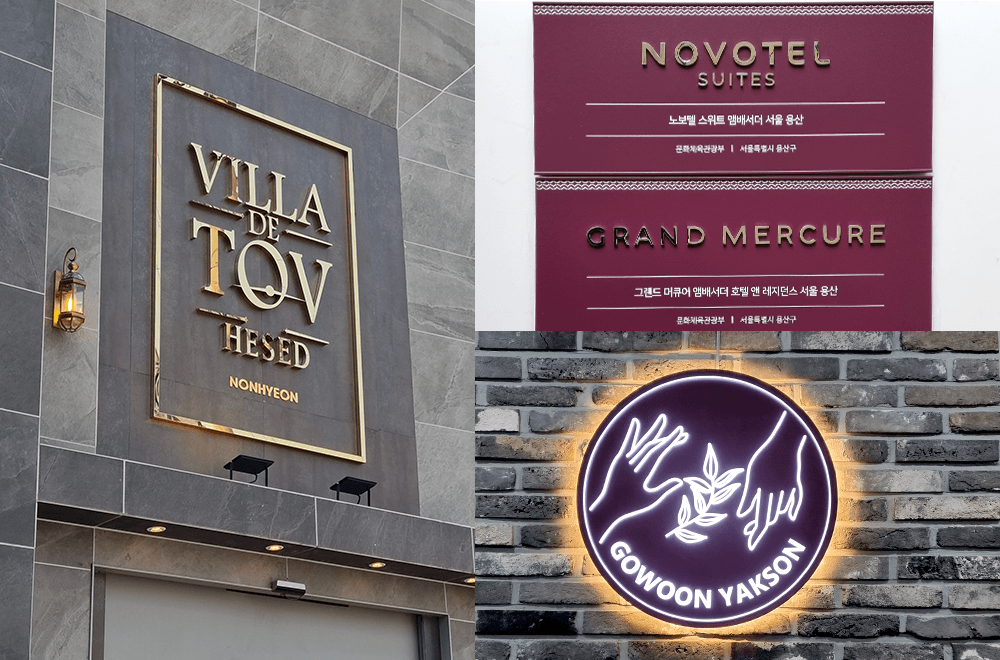 VILLA
DE
TOV
HESED
NONHYEON
NOVOTEL
SUITES
노보텔 스위트 앰배서더 서울 용산
문화체육관광부 | 서울특별시 용산구
GRAND MERCURE
그랜드 머큐어 앰배서더 호텔 앤 레지던스 서울 용산
문화체육관광부 | 서울특별시 용산구
GOWOON YAKSON